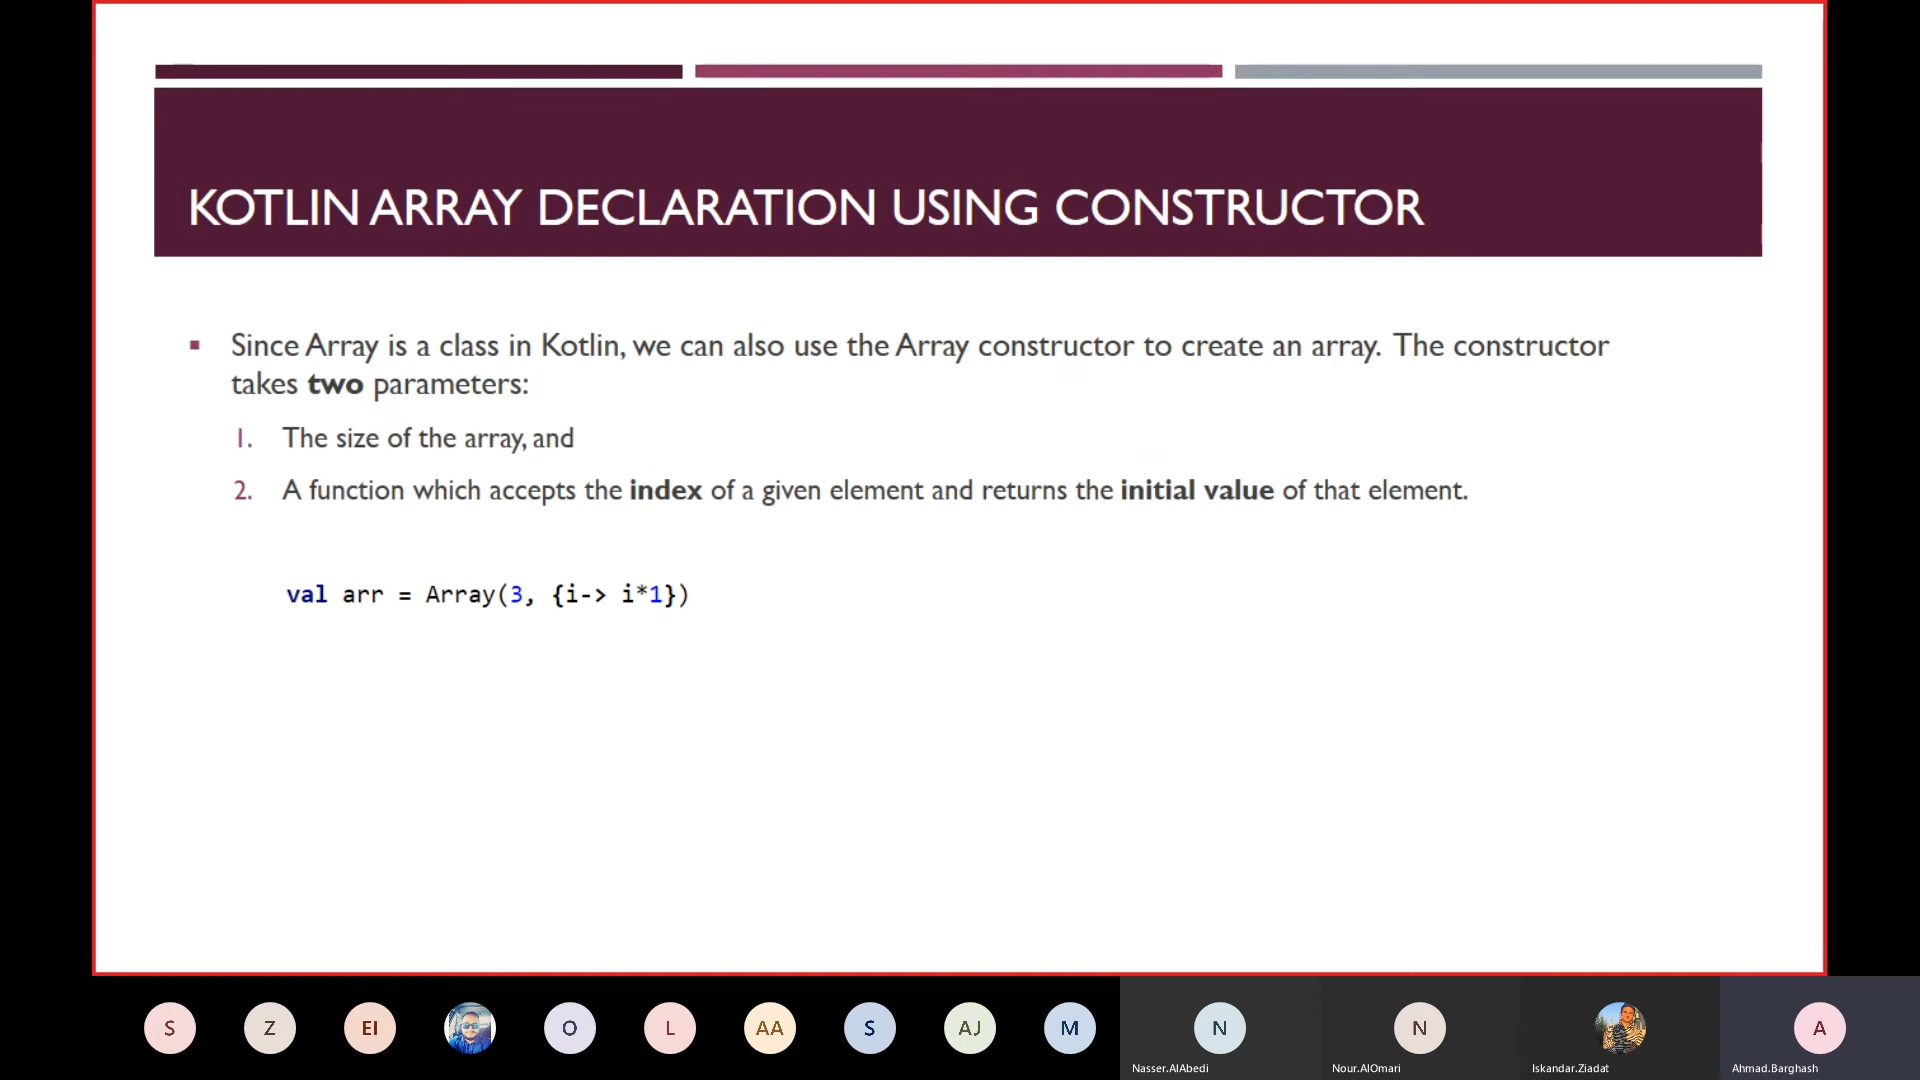 KOTLIN ARRAY DECLARATION USING CONSTRUCTOR
▪ Since Array is a class in Kotlin, we can also use the Array constructor to create an array. The constructor
takes two parameters:
1. The size of the array, and
2. A function which accepts the index of a given element and returns the initial value of that element.
val arr = Array(3, {i-> i*1})
S Z EI O L AA S AJ M N N A
Nasser.AlAbedi Nour.AlOmari Iskandar.Ziadat Ahmad.Barghash